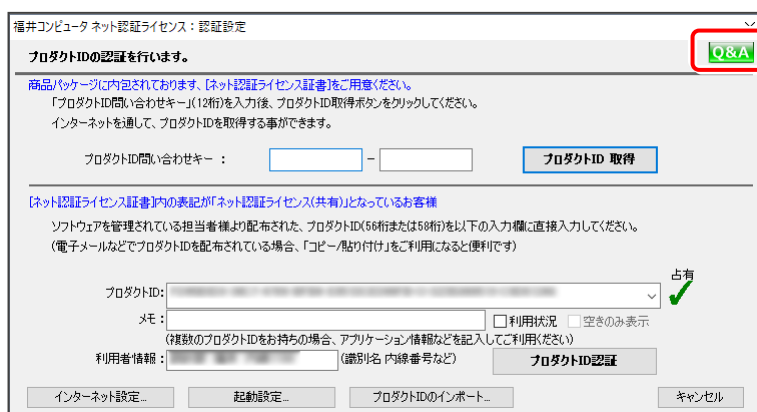 福井コンピュータ ネット認証ライセンス：認証設定
プロダクトIDの認証を行います。
Q&A
商品パッケージに内包されております、[ネット認証ライセンス証書]をご用意ください。
「プロダクトID問い合わせキー」(12桁)を入力後、プロダクトID取得ボタンをクリックしてください。
インターネットを通して、プロダクトIDを取得する事ができます。
プロダクトID問い合わせキー ： － プロダクトID 取得
[ネット認証ライセンス証書]内の表記が「ネット認証ライセンス(共有)」となっているお客様
ソフトウェアを管理されている担当者様より配布された、プロダクトID(56桁または58桁)を以下の入力欄に直接入力してください。
(電子メールなどでプロダクトIDを配布されている場合、「コピー/貼り付け」をご利用になると便利です)
占有
プロダクトID:
メモ： 利用状況 空きのみ表示
(複数のプロダクトIDをお持ちの場合、アプリケーション情報などを記入してご利用ください)
利用者情報： (識別名 内線番号など) プロダクトID認証
インターネット設定... 起動設定... プロダクトIDのインポート... キャンセル